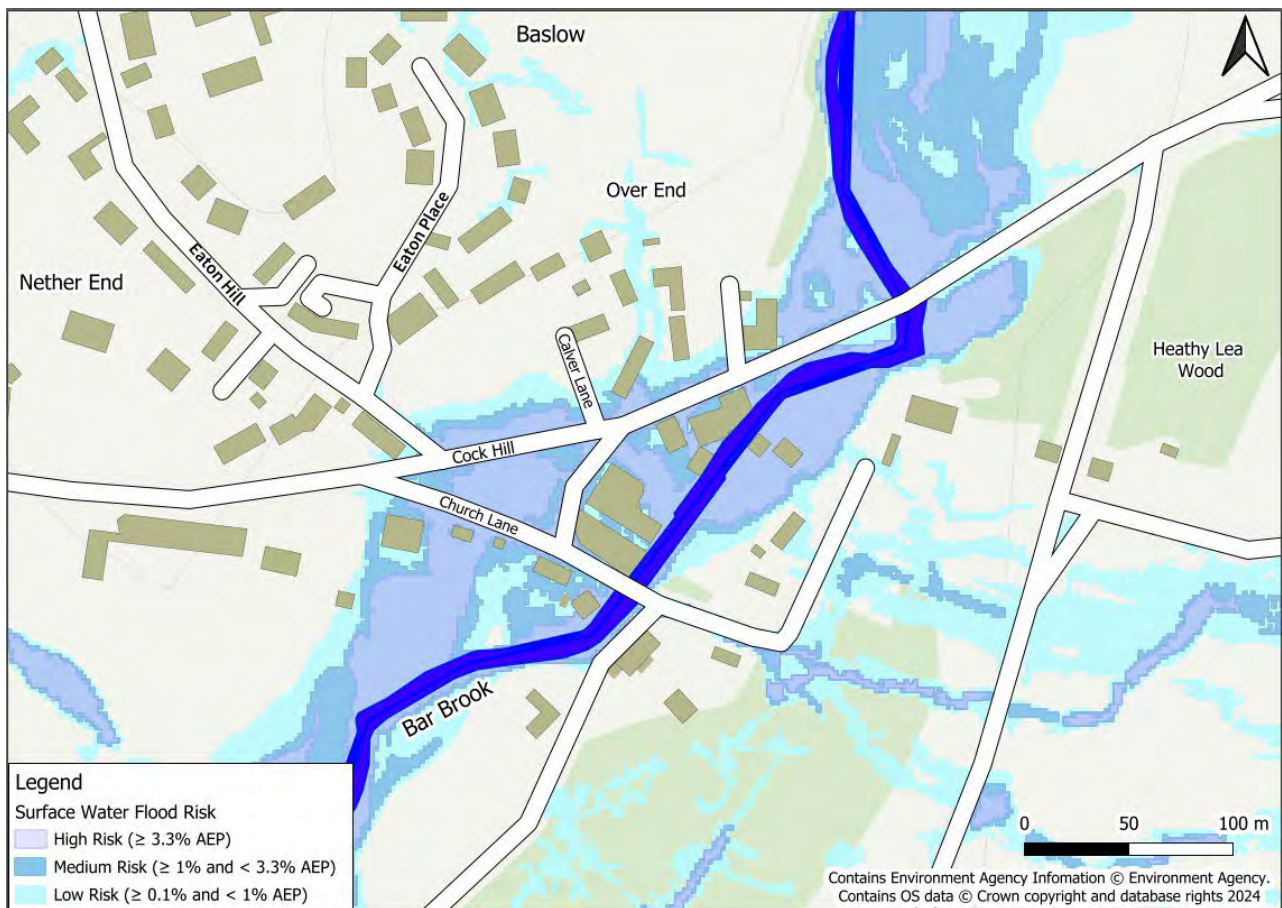 Baslow
Over End
Eaton Place
Eaton Hill
Nether End
Calver Lane
Heathy Lea
Wood
Cock Hill
Church Lane
Bar Brook
Legend
Surface Water Flood Risk
High Risk (≥ 3.3% AEP)
Medium Risk (≥ 1% and < 3.3% AEP)
Low Risk (≥ 0.1% and < 1% AEP)
0 50 100 m
Contains Environment Agency Infomation © Environment Agency.
Contains OS data © Crown copyright and database rights 2024